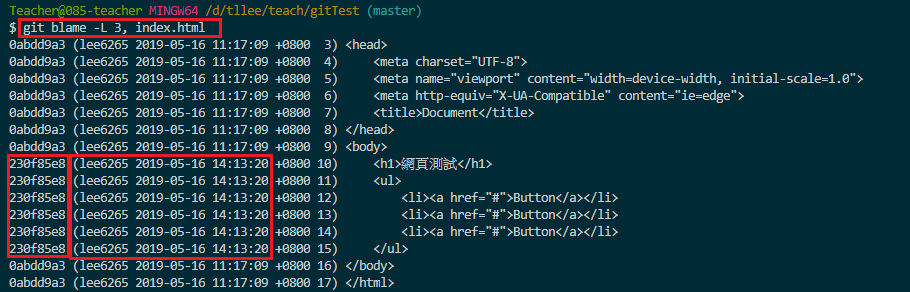 Teacher@085-teacher MINGW64 /d/tllee/teach/gitTest (master)
$ git blame -L 3, index.html
0abdd9a3 (lee6265 2019-05-16 11:17:09 +0800  3) <head>
0abdd9a3 (lee6265 2019-05-16 11:17:09 +0800  4)     <meta charset="UTF-8">
0abdd9a3 (lee6265 2019-05-16 11:17:09 +0800  5)     <meta name="viewport" content="width=device-width, initial-scale=1.0">
0abdd9a3 (lee6265 2019-05-16 11:17:09 +0800  6)     <meta http-equiv="X-UA-Compatible" content="ie=edge">
0abdd9a3 (lee6265 2019-05-16 11:17:09 +0800  7)     <title>Document</title>
0abdd9a3 (lee6265 2019-05-16 11:17:09 +0800  8) </head>
0abdd9a3 (lee6265 2019-05-16 11:17:09 +0800  9) <body>
230f85e8 (lee6265 2019-05-16 14:13:20 +0800 10)     <h1>網頁測試</h1>
230f85e8 (lee6265 2019-05-16 14:13:20 +0800 11)     <ul>
230f85e8 (lee6265 2019-05-16 14:13:20 +0800 12)         <li><a href="#">Button</a></li>
230f85e8 (lee6265 2019-05-16 14:13:20 +0800 13)         <li><a href="#">Button</a></li>
230f85e8 (lee6265 2019-05-16 14:13:20 +0800 14)         <li><a href="#">Button</a></li>
230f85e8 (lee6265 2019-05-16 14:13:20 +0800 15)     </ul>
0abdd9a3 (lee6265 2019-05-16 11:17:09 +0800 16) </body>
0abdd9a3 (lee6265 2019-05-16 11:17:09 +0800 17) </html>